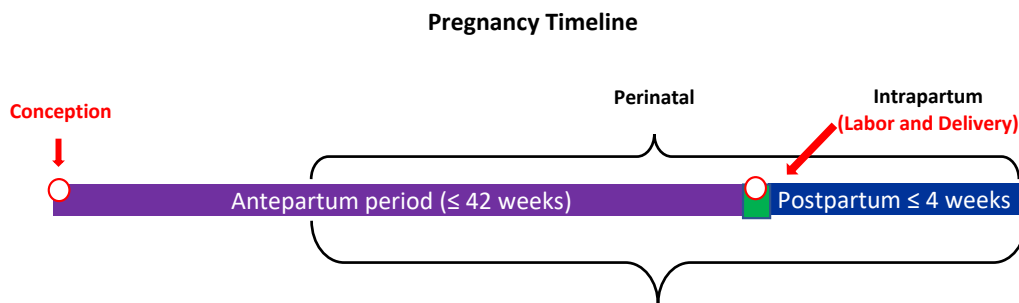 Pregnancy Timeline
Perinatal
Intrapartum
(Labor and Delivery)
Conception
Antepartum period (≤ 42 weeks)
Postpartum ≤ 4 weeks